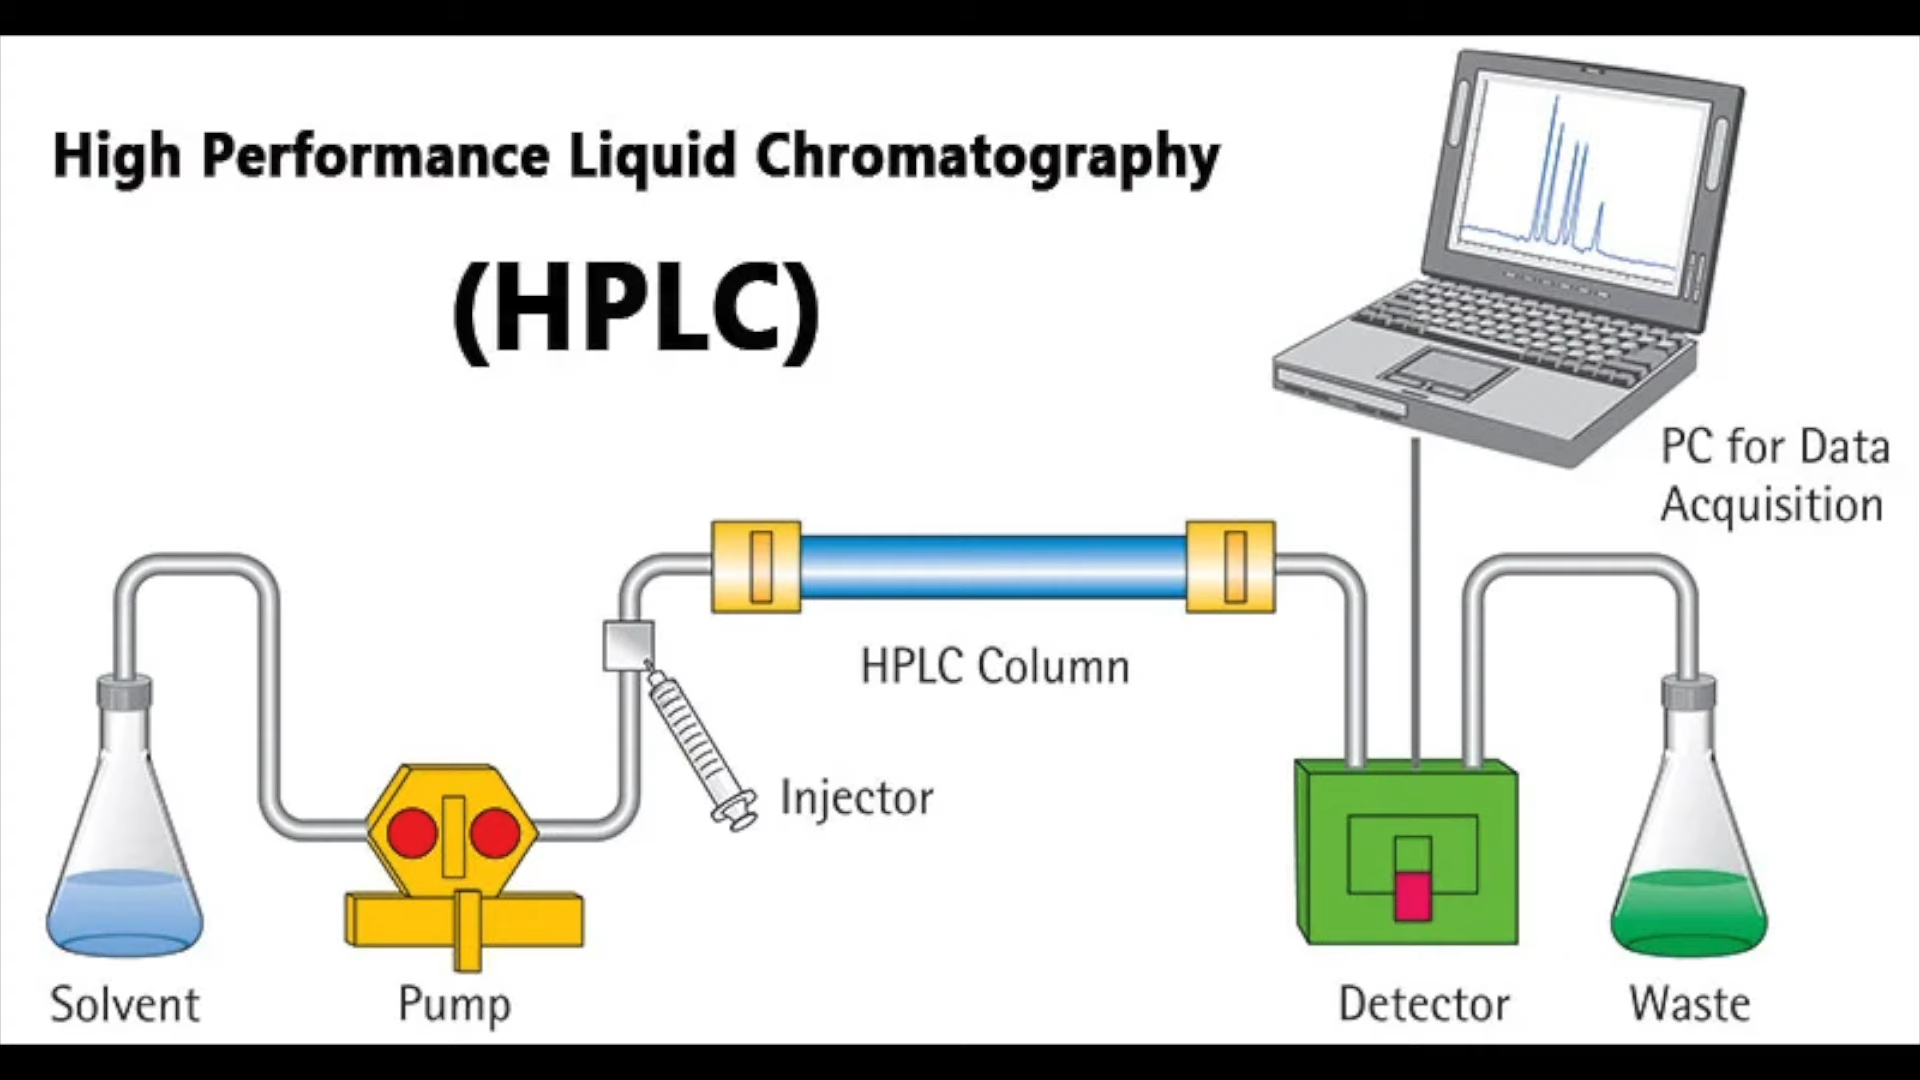 High Performance Liquid Chromatography
(HPLC)
PC for Data
Acquisition
HPLC Column
Injector
Solvent
Pump
Detector
Waste